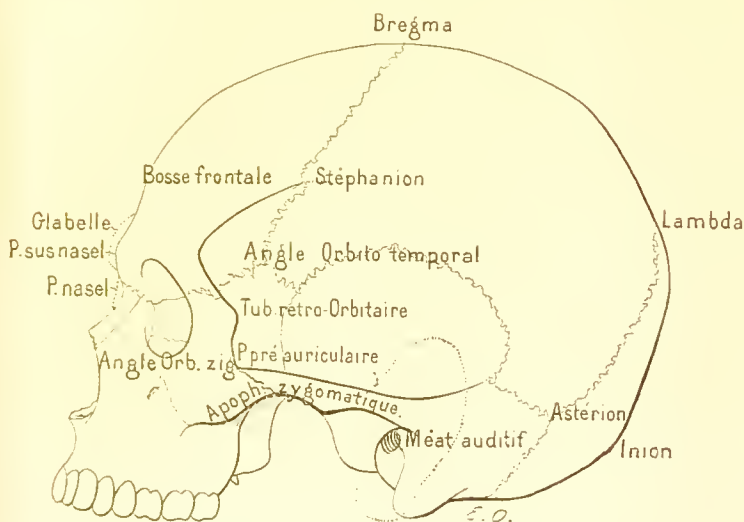 Bregma
Bosse frontale
Stéphanion
Glabelle
Lambda
P. sus nasel
Angle Orbito temporal
P. nasel
Tub. rétro-Orbitaire
P pré auriculaire
Angle Orb. zig
Apoph. zygomatique.
Astérion
Méat auditif
Inion
E.O.